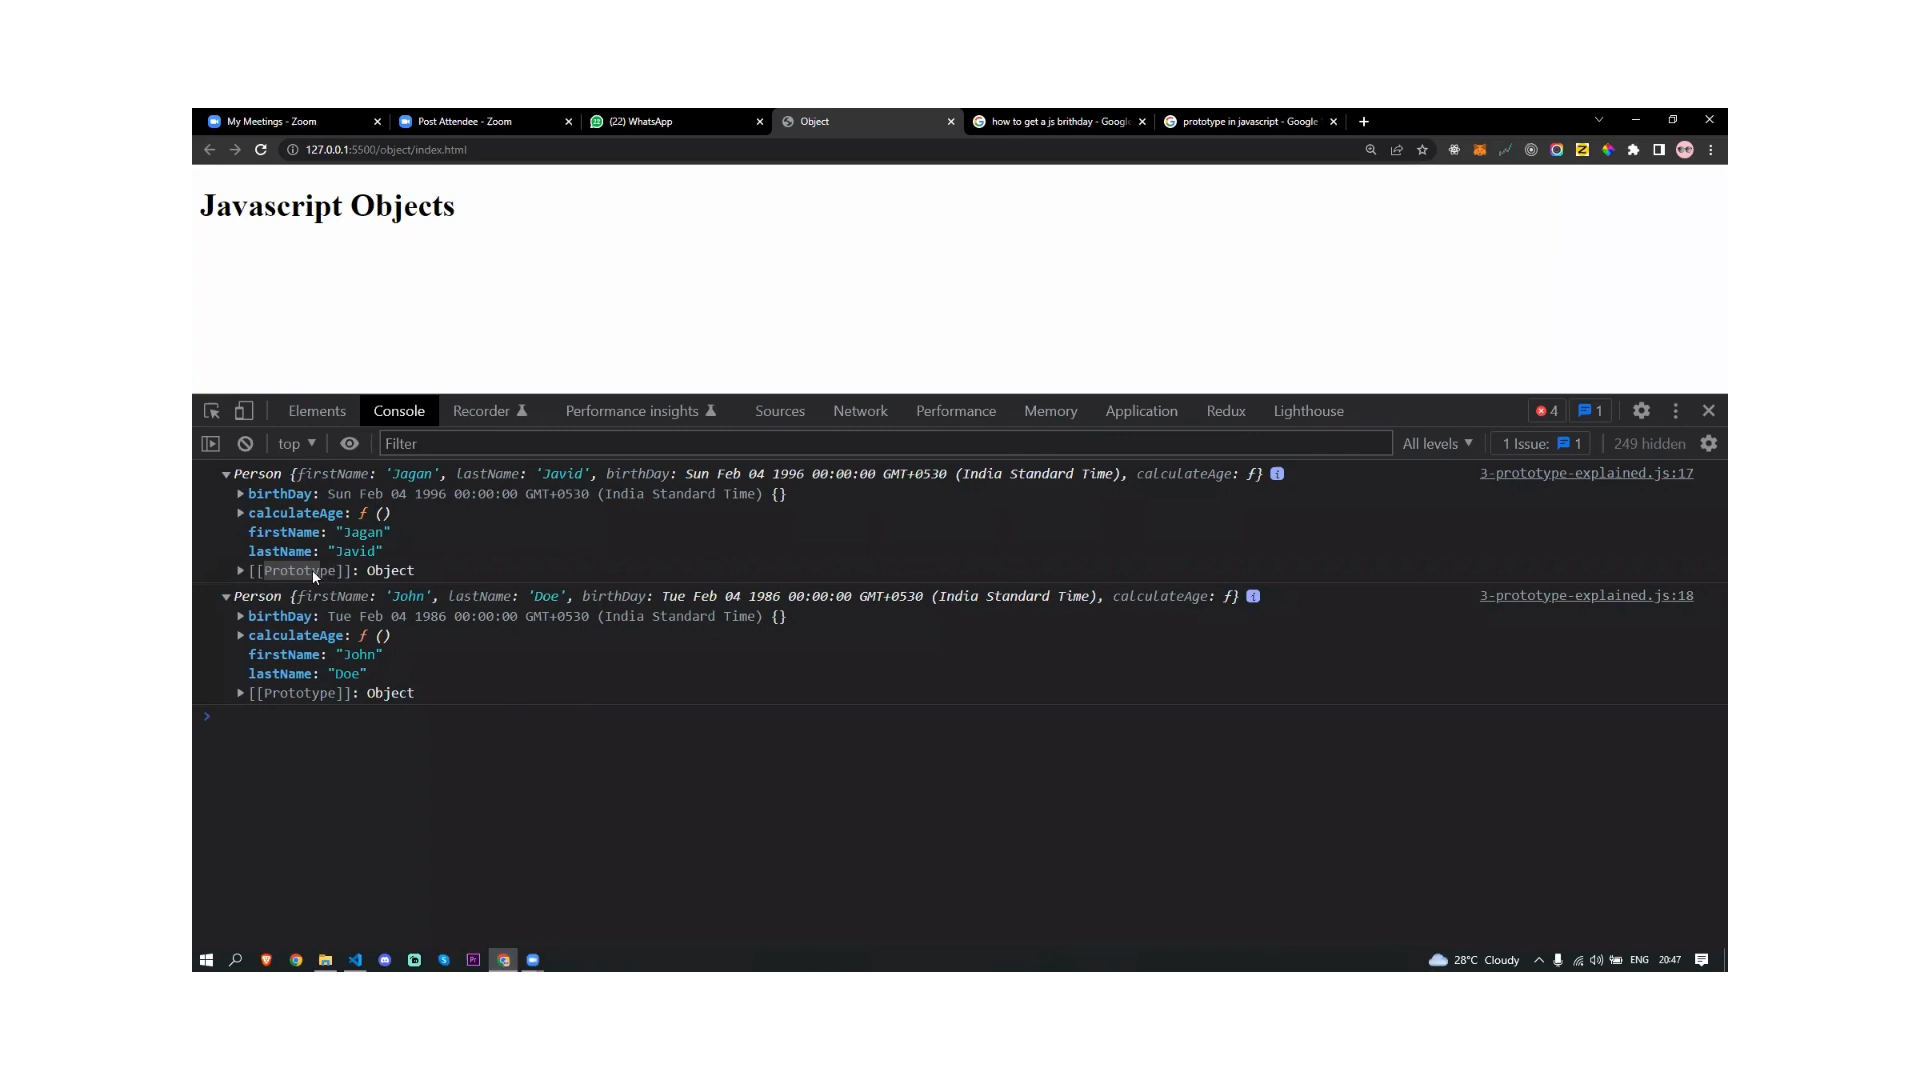 My Meetings - Zoom
Post Attendee - Zoom
(22) WhatsApp
Object
how to get a js brithday - Googl
prototype in javascript - Google
127.0.0.1:5500/object/index.html
Javascript Objects
Elements Console Recorder Performance insights Sources Network Performance Memory Application Redux Lighthouse 4 1
top Filter All levels 1 Issue: 1 249 hidden
Person {firstName: 'Jagan', lastName: 'Javid', birthDay: Sun Feb 04 1996 00:00:00 GMT+0530 (India Standard Time), calculateAge: ƒ} i 3-prototype-explained.js:17
birthDay: Sun Feb 04 1996 00:00:00 GMT+0530 (India Standard Time) {}
calculateAge: ƒ ()
firstName: "Jagan"
lastName: "Javid"
[[Prototype]]: Object
Person {firstName: 'John', lastName: 'Doe', birthDay: Tue Feb 04 1986 00:00:00 GMT+0530 (India Standard Time), calculateAge: ƒ} i 3-prototype-explained.js:18
birthDay: Tue Feb 04 1986 00:00:00 GMT+0530 (India Standard Time) {}
calculateAge: ƒ ()
firstName: "John"
lastName: "Doe"
[[Prototype]]: Object
28°C Cloudy ENG 20:47